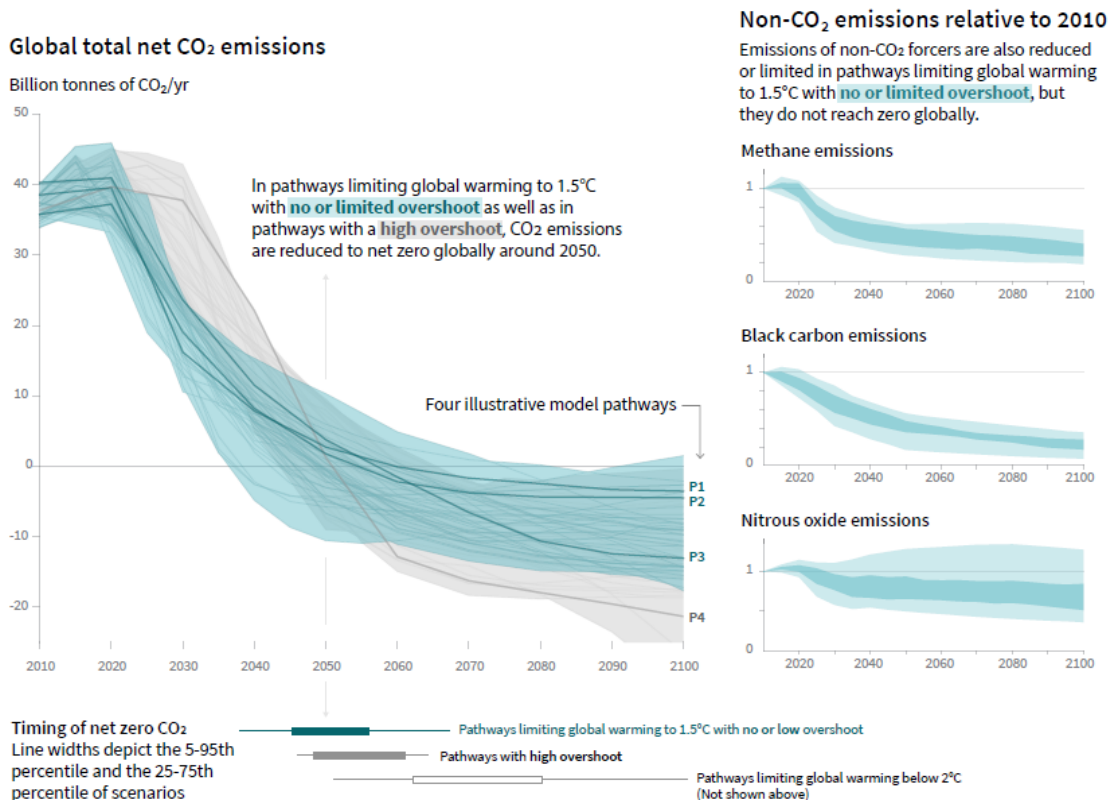 Global total net CO₂ emissions
Billion tonnes of CO₂/yr
50
40
30
20
10
0
-10
-20
2010
2020
2030
2040
2050
2060
2070
2080
2090
2100
In pathways limiting global warming to 1.5°C
with no or limited overshoot as well as in
pathways with a high overshoot, CO2 emissions
are reduced to net zero globally around 2050.
Four illustrative model pathways
P1
P2
P3
P4
Non-CO₂ emissions relative to 2010
Emissions of non-CO₂ forcers are also reduced
or limited in pathways limiting global warming
to 1.5°C with no or limited overshoot, but
they do not reach zero globally.
Methane emissions
1
0
2020
2040
2060
2080
2100
Black carbon emissions
1
0
2020
2040
2060
2080
2100
Nitrous oxide emissions
1
0
2020
2040
2060
2080
2100
Timing of net zero CO₂
Line widths depict the 5-95th
percentile and the 25-75th
percentile of scenarios
Pathways limiting global warming to 1.5°C with no or low overshoot
Pathways with high overshoot
Pathways limiting global warming below 2°C
(Not shown above)